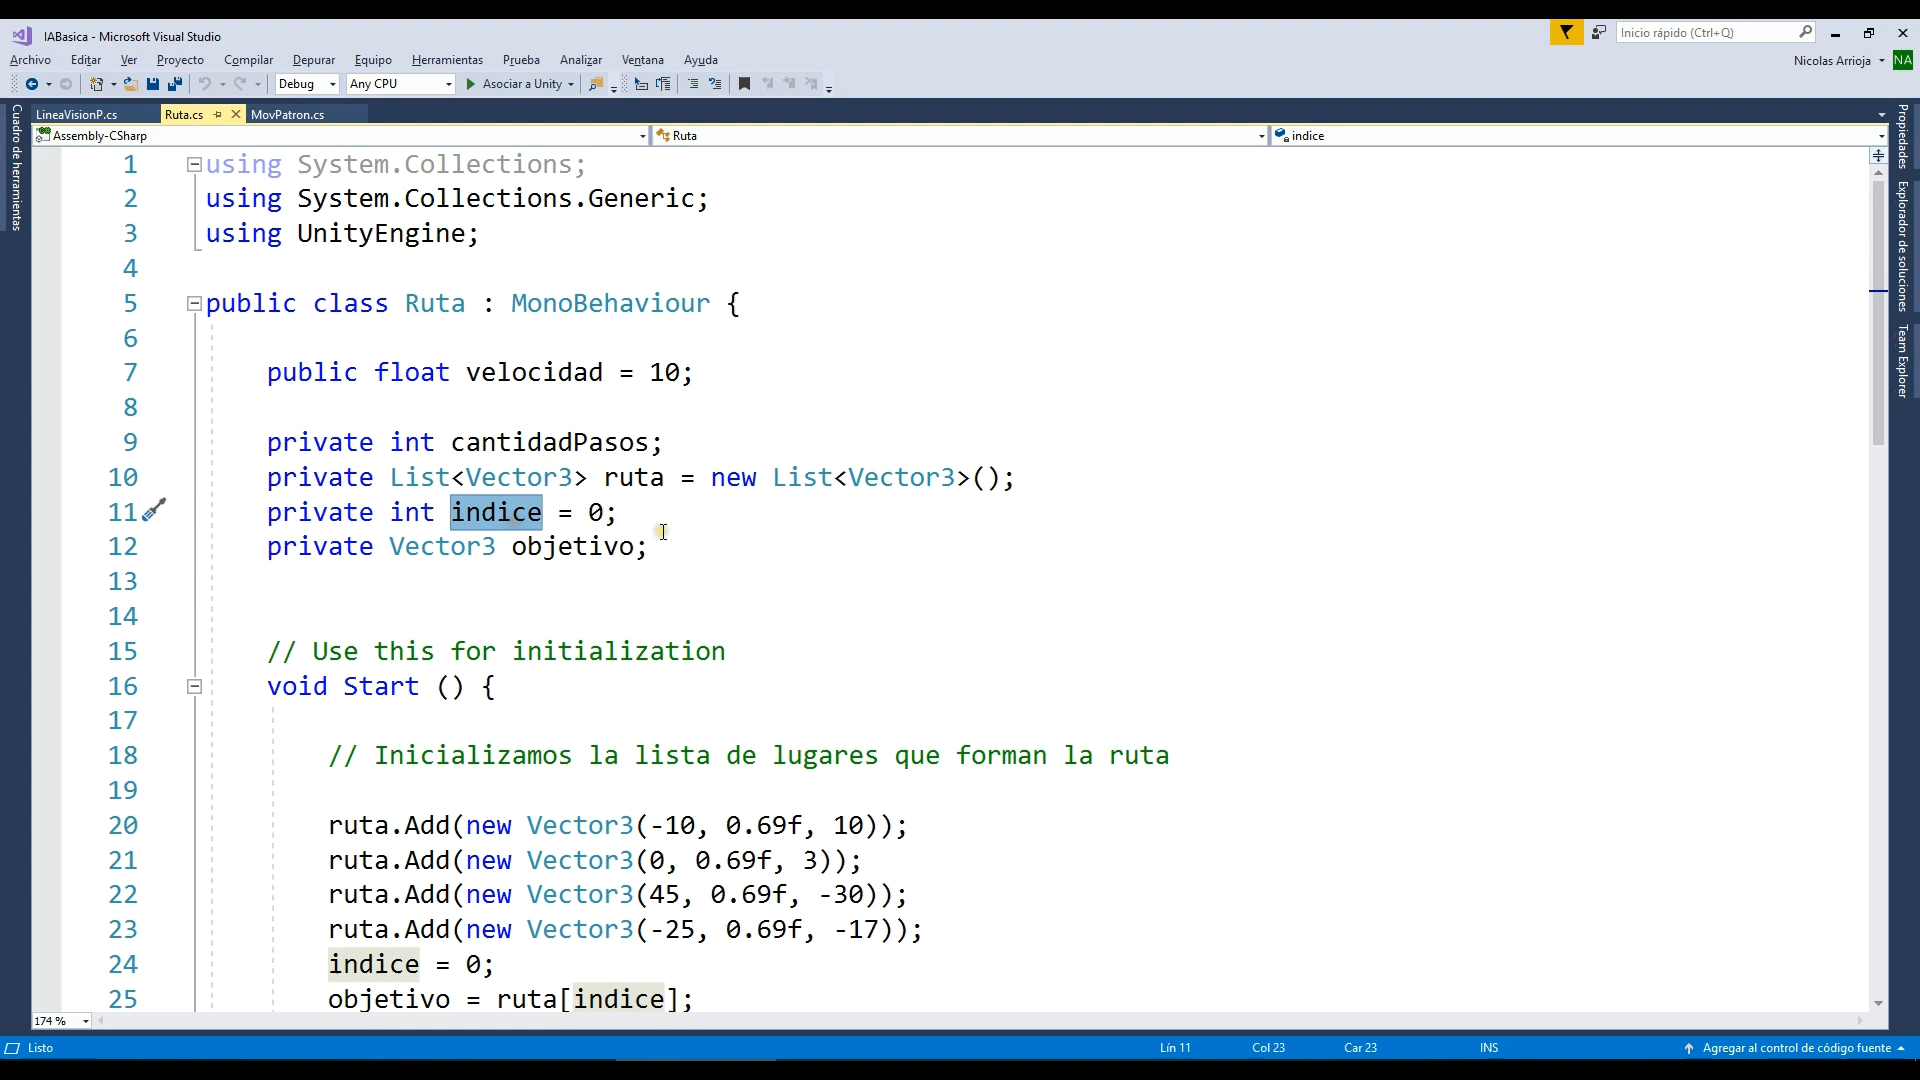 IABasica - Microsoft Visual Studio
Inicio rápido (Ctrl+Q)
Archivo Editar Ver Proyecto Compilar Depurar Equipo Herramientas Prueba Analizar Ventana Ayuda
Nicolas Arrioja NA
Debug Any CPU Asociar a Unity
LineaVisionP.cs Ruta.cs MovPatron.cs
Assembly-CSharp Ruta indice
Cuadro de herramientas
Propiedades
Explorador de soluciones
Team Explorer
1 using System.Collections;
2 using System.Collections.Generic;
3 using UnityEngine;
4
5 public class Ruta : MonoBehaviour {
6
7 public float velocidad = 10;
8
9 private int cantidadPasos;
10 private List<Vector3> ruta = new List<Vector3>();
11 private int indice = 0;
12 private Vector3 objetivo;
13
14
15 // Use this for initialization
16 void Start () {
17
18 // Inicializamos la lista de lugares que forman la ruta
19
20 ruta.Add(new Vector3(-10, 0.69f, 10));
21 ruta.Add(new Vector3(0, 0.69f, 3));
22 ruta.Add(new Vector3(45, 0.69f, -30));
23 ruta.Add(new Vector3(-25, 0.69f, -17));
24 indice = 0;
25 objetivo = ruta[indice];
174 %
Listo Lín 11 Col 23 Car 23 INS Agregar al control de código fuente